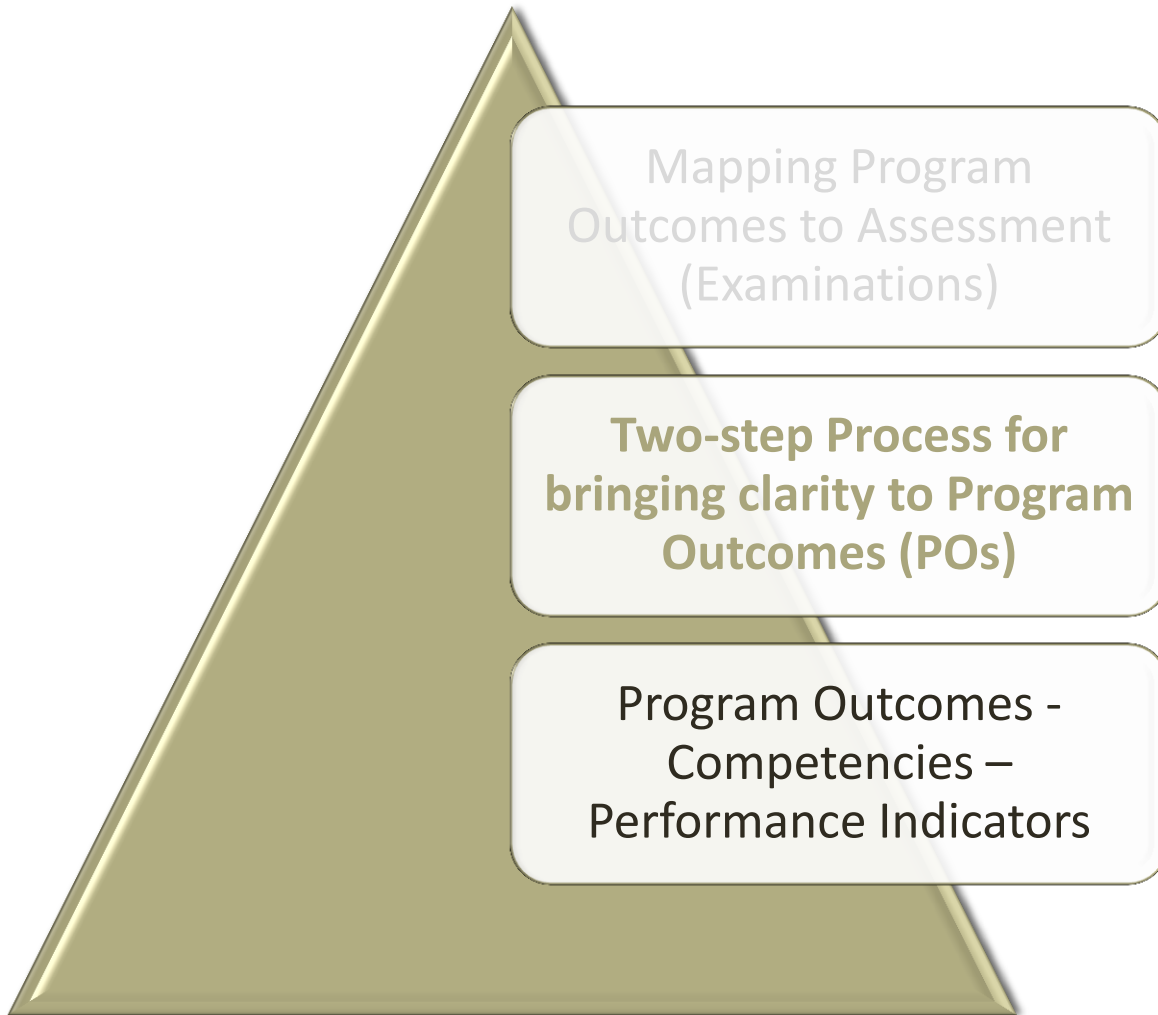 Mapping Program
Outcomes to Assessment
(Examinations)
Two-step Process for
bringing clarity to Program
Outcomes (POs)
Program Outcomes -
Competencies –
Performance Indicators